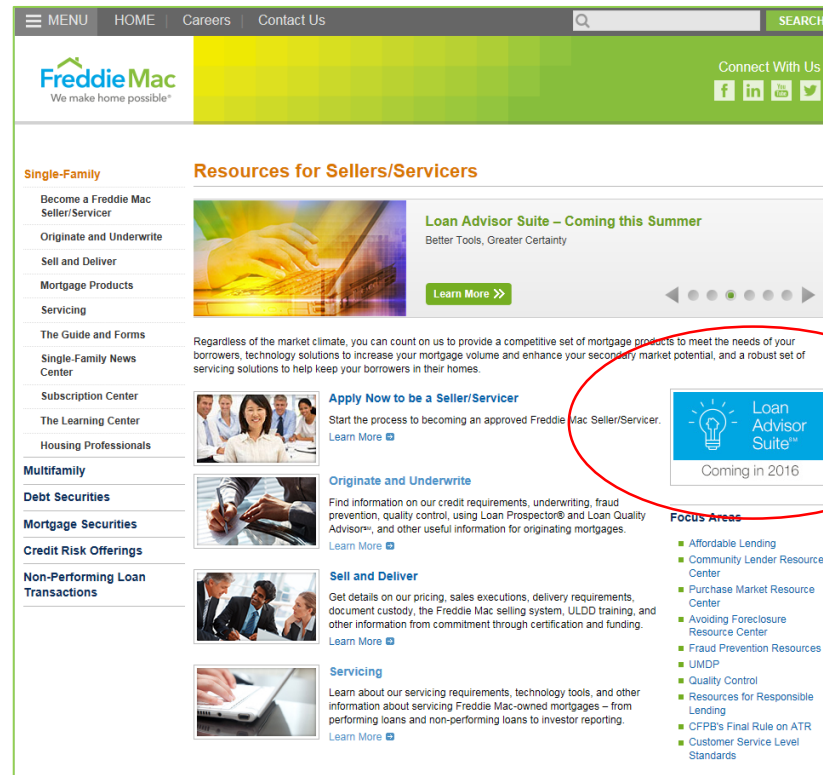 MENU HOME | Careers | Contact Us SEARCH
Freddie Mac
We make home possible®
Connect With Us
f in You Tube
Single-Family
Become a Freddie Mac
Seller/Servicer
Originate and Underwrite
Sell and Deliver
Mortgage Products
Servicing
The Guide and Forms
Single-Family News
Center
Subscription Center
The Learning Center
Housing Professionals
Multifamily
Debt Securities
Mortgage Securities
Credit Risk Offerings
Non-Performing Loan
Transactions
Resources for Sellers/Servicers
Loan Advisor Suite – Coming this Summer
Better Tools, Greater Certainty
Learn More
Regardless of the market climate, you can count on us to provide a competitive set of mortgage products to meet the needs of your
borrowers, technology solutions to increase your mortgage volume and enhance your secondary market potential, and a robust set of
servicing solutions to help keep your borrowers in their homes.
Apply Now to be a Seller/Servicer
Start the process to becoming an approved Freddie Mac Seller/Servicer.
Learn More
Originate and Underwrite
Find information on our credit requirements, underwriting, fraud
prevention, quality control, using Loan Prospector® and Loan Quality
Advisor℠, and other useful information for originating mortgages.
Learn More
Sell and Deliver
Get details on our pricing, sales executions, delivery requirements,
document custody, the Freddie Mac selling system, ULDD training, and
other information from commitment through certification and funding.
Learn More
Servicing
Learn about our servicing requirements, technology tools, and other
information about servicing Freddie Mac-owned mortgages – from
performing loans and non-performing loans to investor reporting.
Learn More
Loan
Advisor
Suite℠
Coming in 2016
Focus Areas
Affordable Lending
Community Lender Resource
Center
Purchase Market Resource
Center
Avoiding Foreclosure
Resource Center
Fraud Prevention Resources
UMDP
Quality Control
Resources for Responsible
Lending
CFPB's Final Rule on ATR
Customer Service Level
Standards